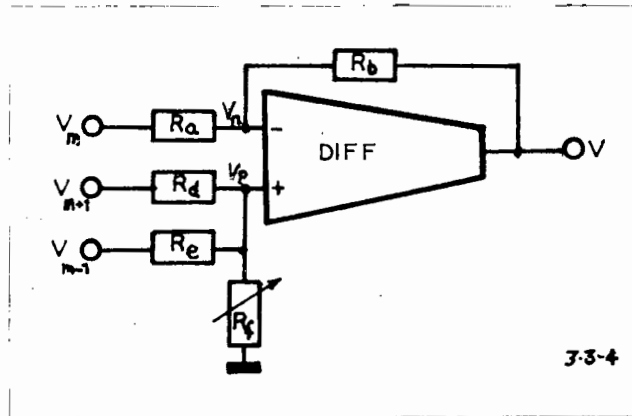 Rb
Vn
Vm
Ra
-
DIFF
V
Vp
Vm+1
Rd
+
Vm-1
Re
Rf
3·3-4